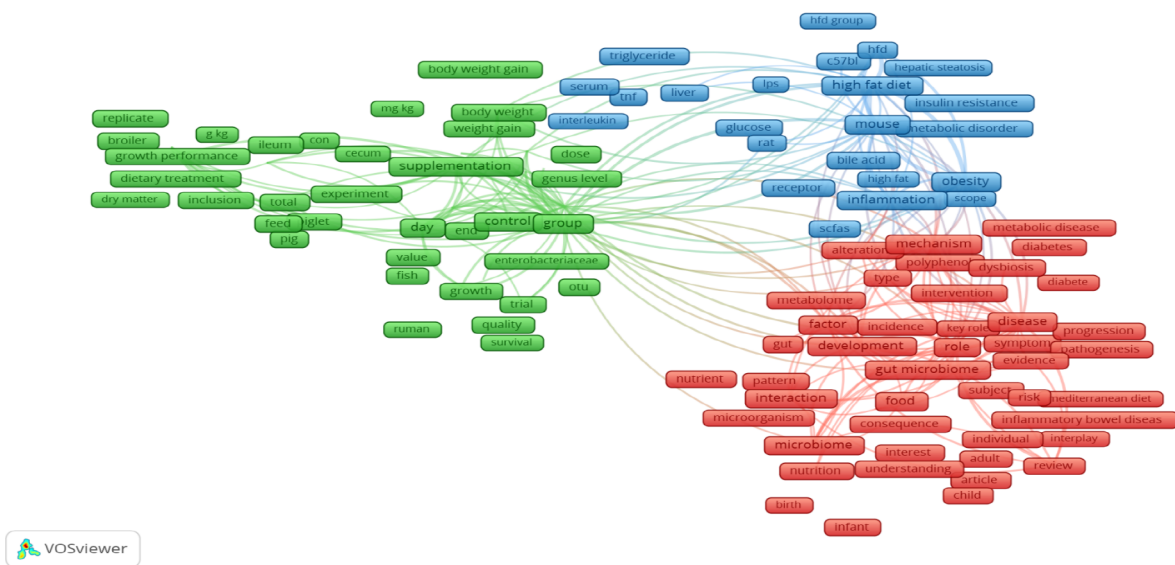 hfd group
hfd
triglyceride
c57bl
hepatic steatosis
body weight gain
high fat diet
lps
serum
tnf
liver
insulin resistance
mg kg
body weight
replicate
interleukin
weight gain
glucose
mouse
metabolic disorder
g kg
broiler
con
ileum
rat
growth performance
cecum
dose
supplementation
bile acid
dietary treatment
genus level
high fat
obesity
receptor
experiment
dry matter
inclusion
total
inflammation
scope
feed
piglet
day
end
control
group
scfas
metabolic disease
pig
mechanism
diabetes
alteration
value
enterobacteriaceae
polyphenol
dysbiosis
fish
type
diabete
otu
growth
intervention
metabolome
trial
ruman
quality
factor
incidence
key role
disease
progression
survival
gut
development
role
symptom
pathogenesis
evidence
gut microbiome
nutrient
pattern
subject
risk
mediterranean diet
interaction
food
microorganism
consequence
inflammatory bowel diseas
individual
interplay
microbiome
interest
adult
nutrition
understanding
review
article
child
birth
infant
VOSviewer